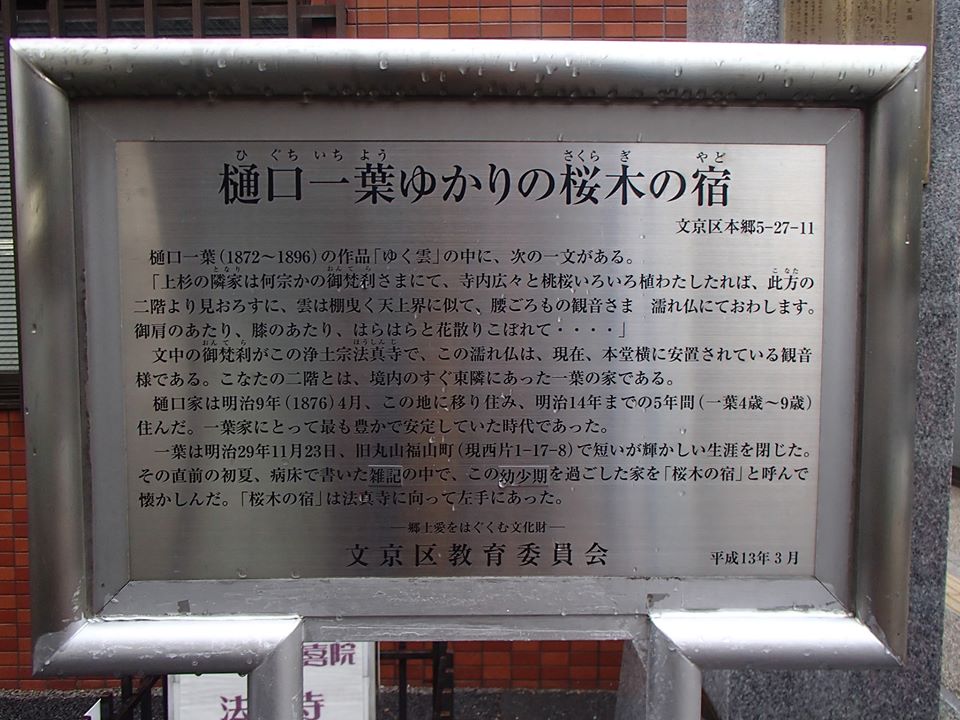 樋口一葉ゆかりの桜木の宿
文京区本郷5-27-11
樋口一葉(1872〜1896)の作品「ゆく雲」の中に、次の一文がある。
「上杉の隣家は何宗かの御梵刹さまにて、寺内広々と桃桜いろいろ植わたしたれば、此方の
二階より見おろすに、雲は棚曳く天上界に似て、腰ごろもの観音さま 濡れ仏にておわします。
御肩のあたり、膝のあたり、はらはらと花散りこぼれて・・・・」
文中の御梵刹がこの浄土宗法真寺で、この濡れ仏は、現在、本堂横に安置されている観音
様である。こなたの二階とは、境内のすぐ東隣にあった一葉の家である。
樋口家は明治9年(1876)4月、この地に移り住み、明治14年までの5年間(一葉4歳〜9歳)
住んだ。一葉家にとって最も豊かで安定していた時代であった。
一葉は明治29年11月23日、旧丸山福山町(現西片1-17-8)で短いが輝かしい生涯を閉じた。
その直前の初夏、病床で書いた雑記の中で、この幼少期を過ごした家を「桜木の宿」と呼んで
懐かしんだ。「桜木の宿」は法真寺に向って左手にあった。
―郷土愛をはぐくむ文化財―
文京区教育委員会
平成13年3月
喜院
法 寺